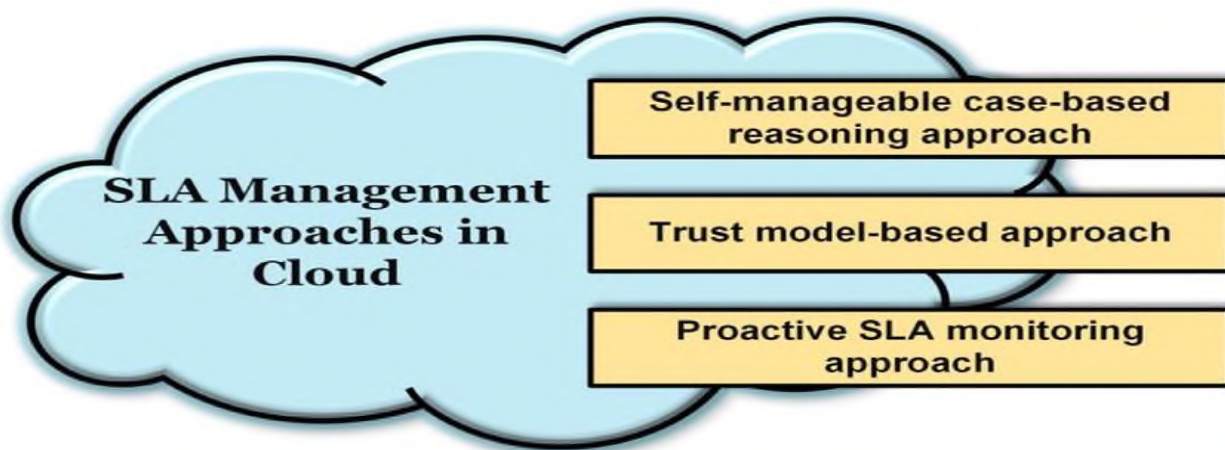 SLA Management
Approaches in
Cloud
Self-manageable case-based
reasoning approach
Trust model-based approach
Proactive SLA monitoring
approach